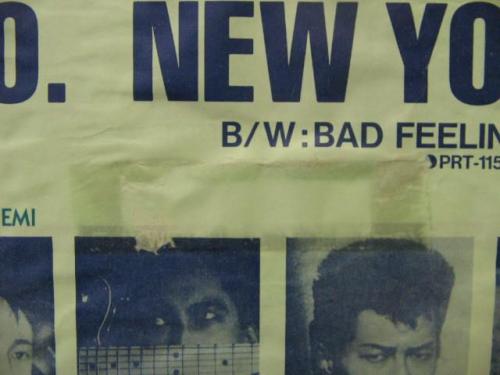 O. NEW YO
B/W:BAD FEELIN
PRT-115
EMI